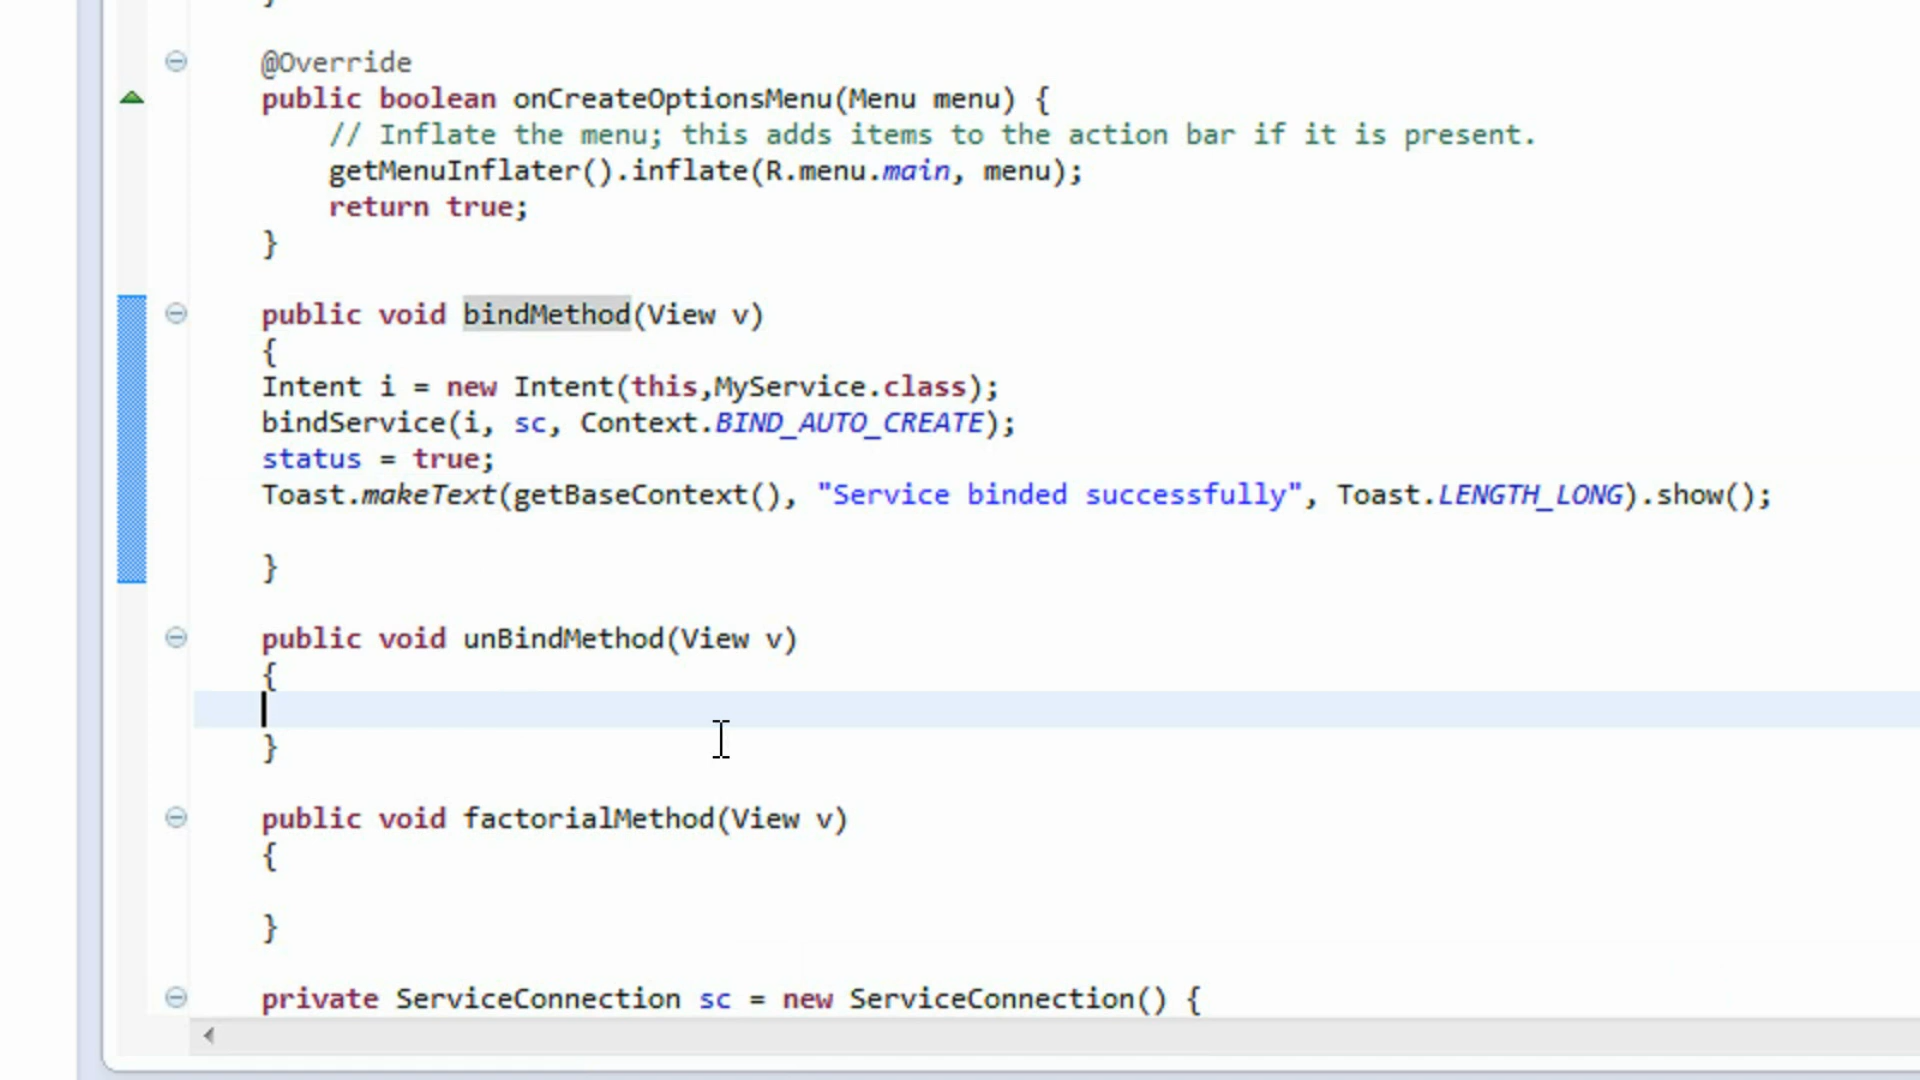 }
@Override
public boolean onCreateOptionsMenu(Menu menu) {
// Inflate the menu; this adds items to the action bar if it is present.
getMenuInflater().inflate(R.menu.main, menu);
return true;
}
public void bindMethod(View v)
{
Intent i = new Intent(this,MyService.class);
bindService(i, sc, Context.BIND_AUTO_CREATE);
status = true;
Toast.makeText(getBaseContext(), "Service binded successfully", Toast.LENGTH_LONG).show();
}
public void unBindMethod(View v)
{
}
public void factorialMethod(View v)
{
}
private ServiceConnection sc = new ServiceConnection() {